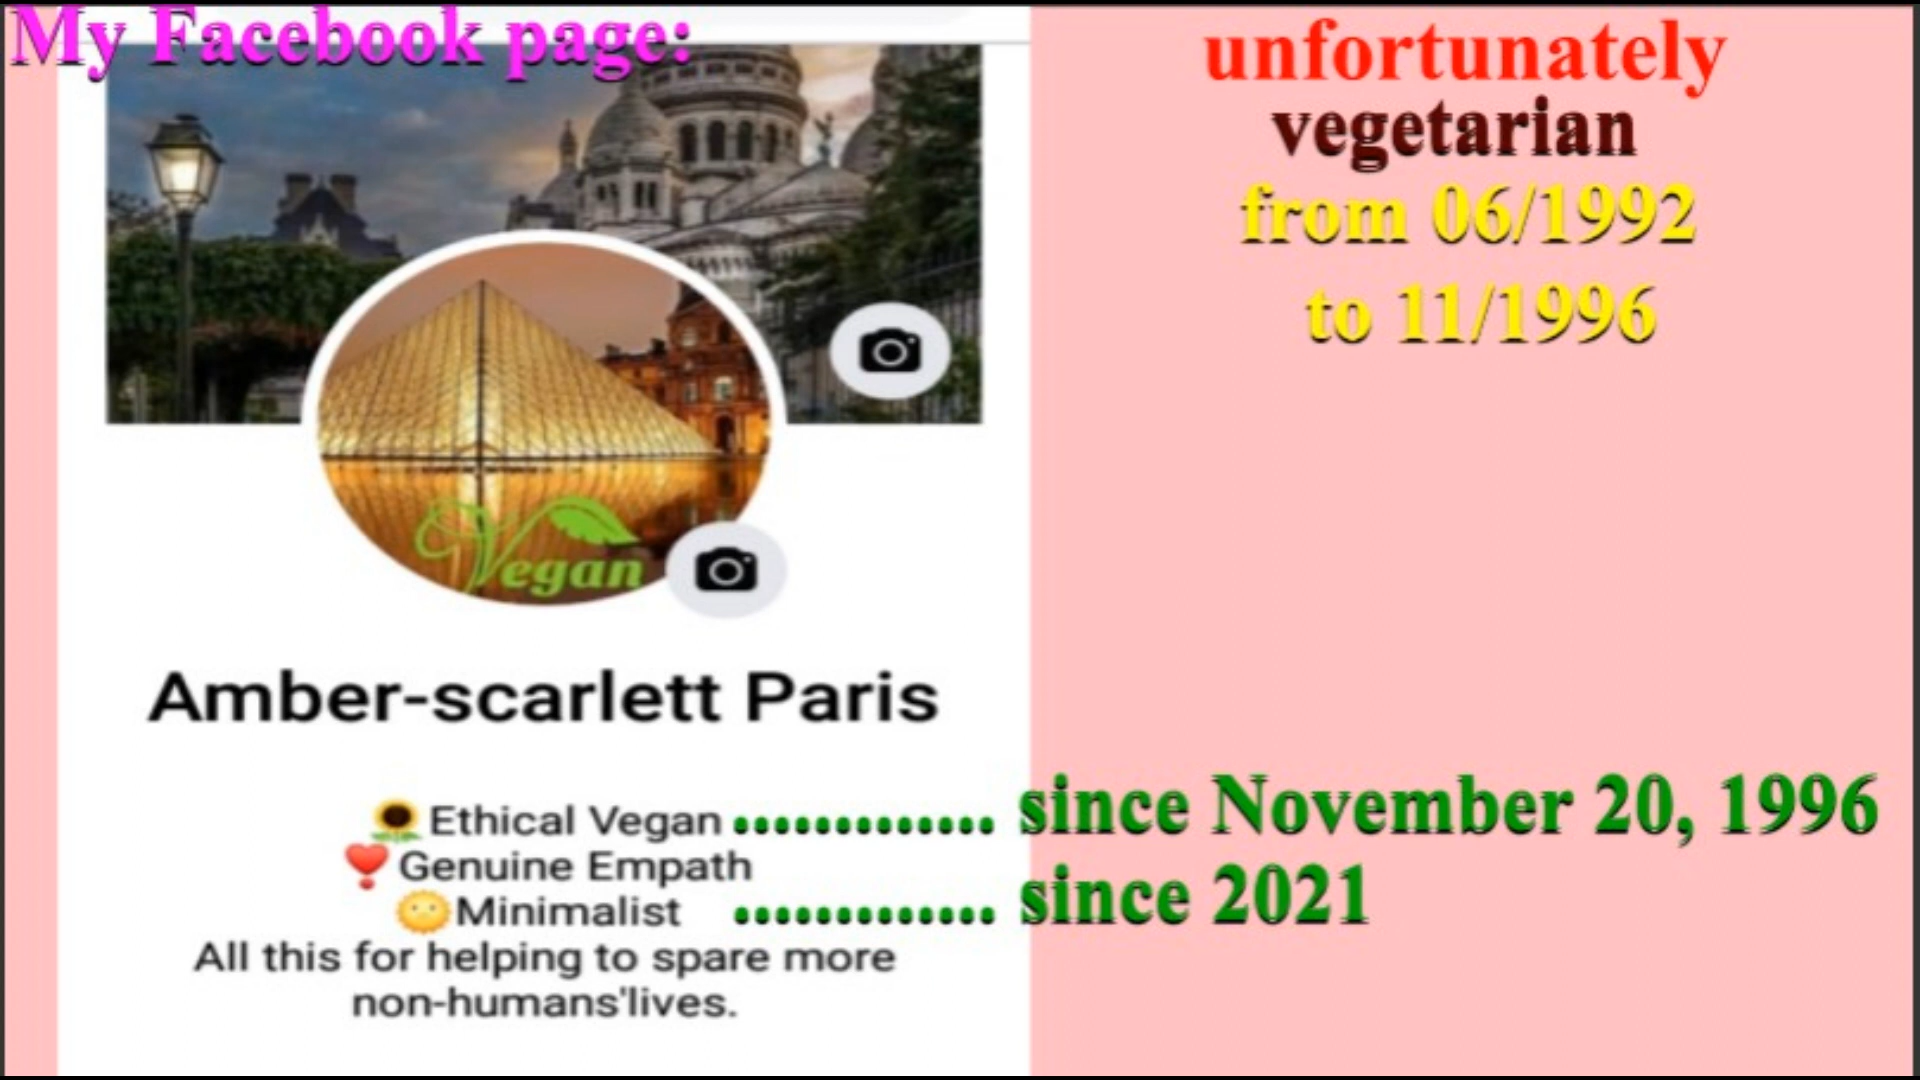 My Facebook page:
unfortunately
vegetarian
from 06/1992
to 11/1996
Vegan
Amber-scarlett Paris
🌻Ethical Vegan ............. since November 20, 1996
❣️Genuine Empath
🌝Minimalist ............. since 2021
All this for helping to spare more
non-humans'lives.